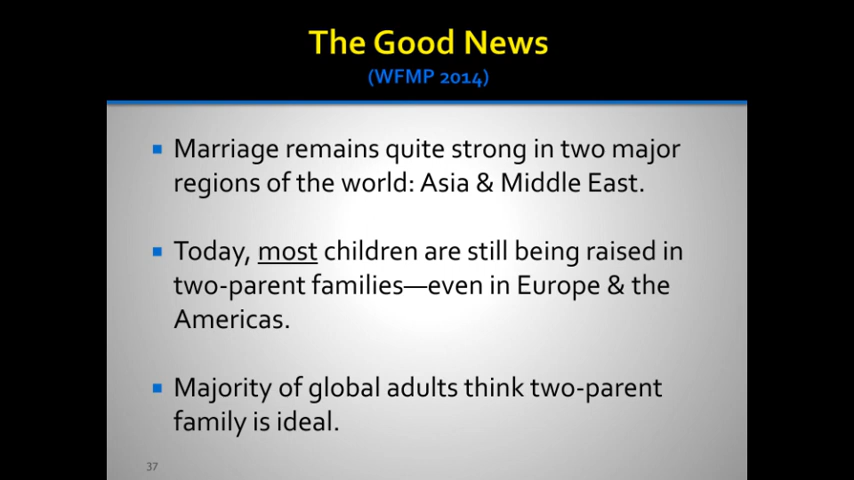 The Good News
(WFMP 2014)
▪ Marriage remains quite strong in two major
regions of the world: Asia & Middle East.
▪ Today, most children are still being raised in
two-parent families—even in Europe & the
Americas.
▪ Majority of global adults think two-parent
family is ideal.
37